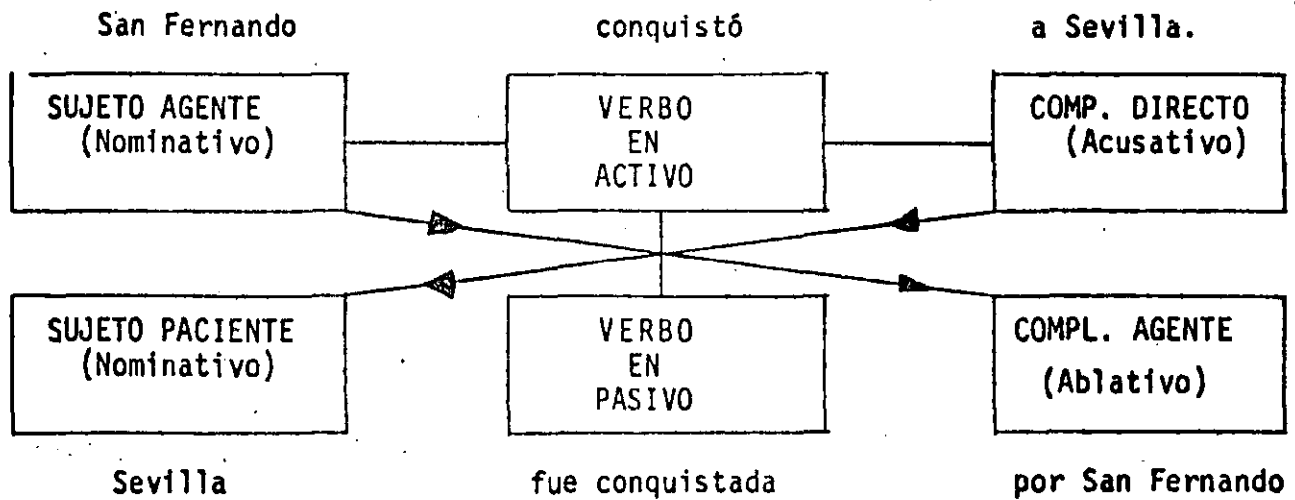 San Fernando conquistó a Sevilla.
SUJETO AGENTE VERBO COMP. DIRECTO
(Nominativo) EN (Acusativo)
ACTIVO
SUJETO PACIENTE VERBO COMPL. AGENTE
(Nominativo) EN (Ablativo)
PASIVO
Sevilla fue conquistada por San Fernando